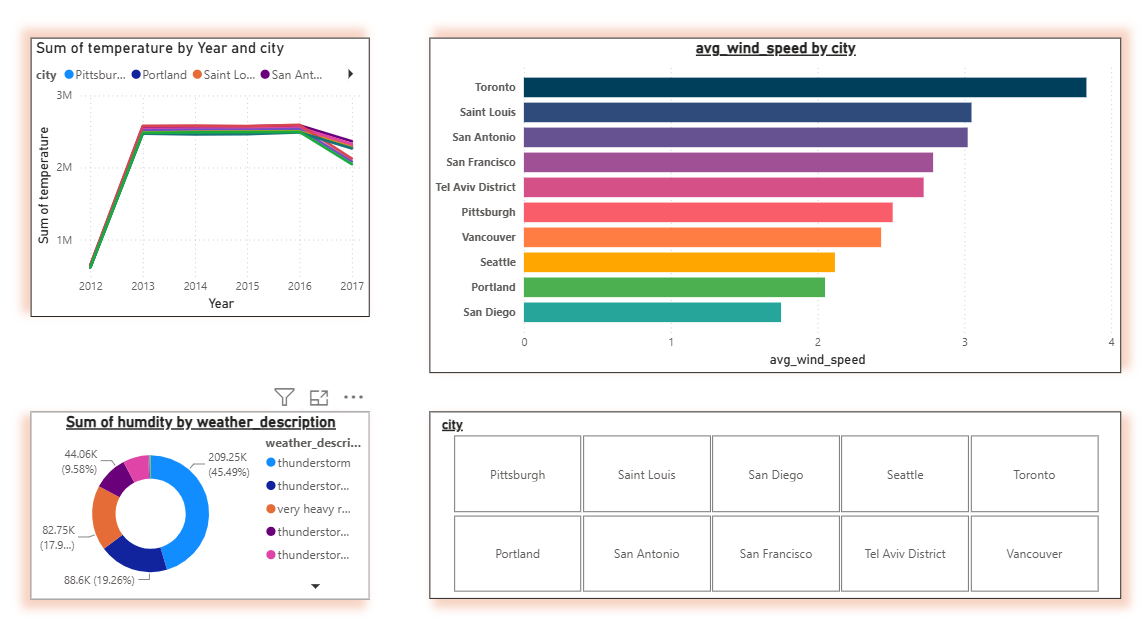 Sum of temperature by Year and city
city Pittsbur... Portland Saint Lo... San Ant...
3M
2M
1M
Sum of temperature
2012 2013 2014 2015 2016 2017
Year
avg_wind_speed by city
Toronto
Saint Louis
San Antonio
San Francisco
Tel Aviv District
Pittsburgh
Vancouver
Seattle
Portland
San Diego
0 1 2 3 4
avg_wind_speed
Sum of humdity by weather_description
44.06K
(9.58%)
209.25K
(45.49%)
82.75K
(17.9...)
88.6K (19.26%)
weather_descri...
thunderstorm
thunderstor...
very heavy r...
thunderstor...
thunderstor...
city
Pittsburgh Saint Louis San Diego Seattle Toronto
Portland San Antonio San Francisco Tel Aviv District Vancouver